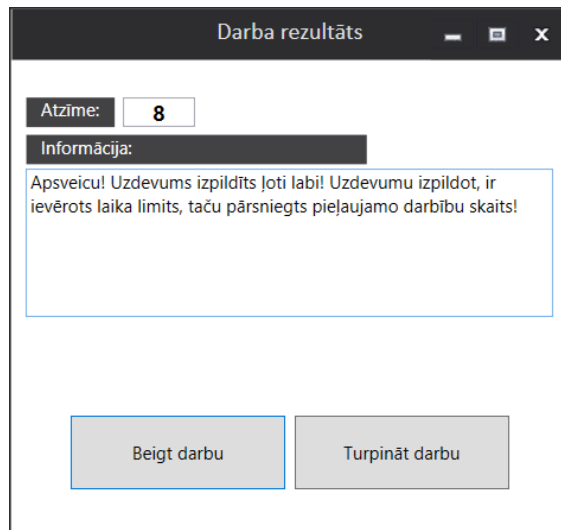 Darba rezultāts
Atzīme: 8
Informācija:
Apsveicu! Uzdevums izpildīts ļoti labi! Uzdevumu izpildot, ir
ievērots laika limits, taču pārsniegts pieļaujamo darbību skaits!
Beigt darbu Turpināt darbu